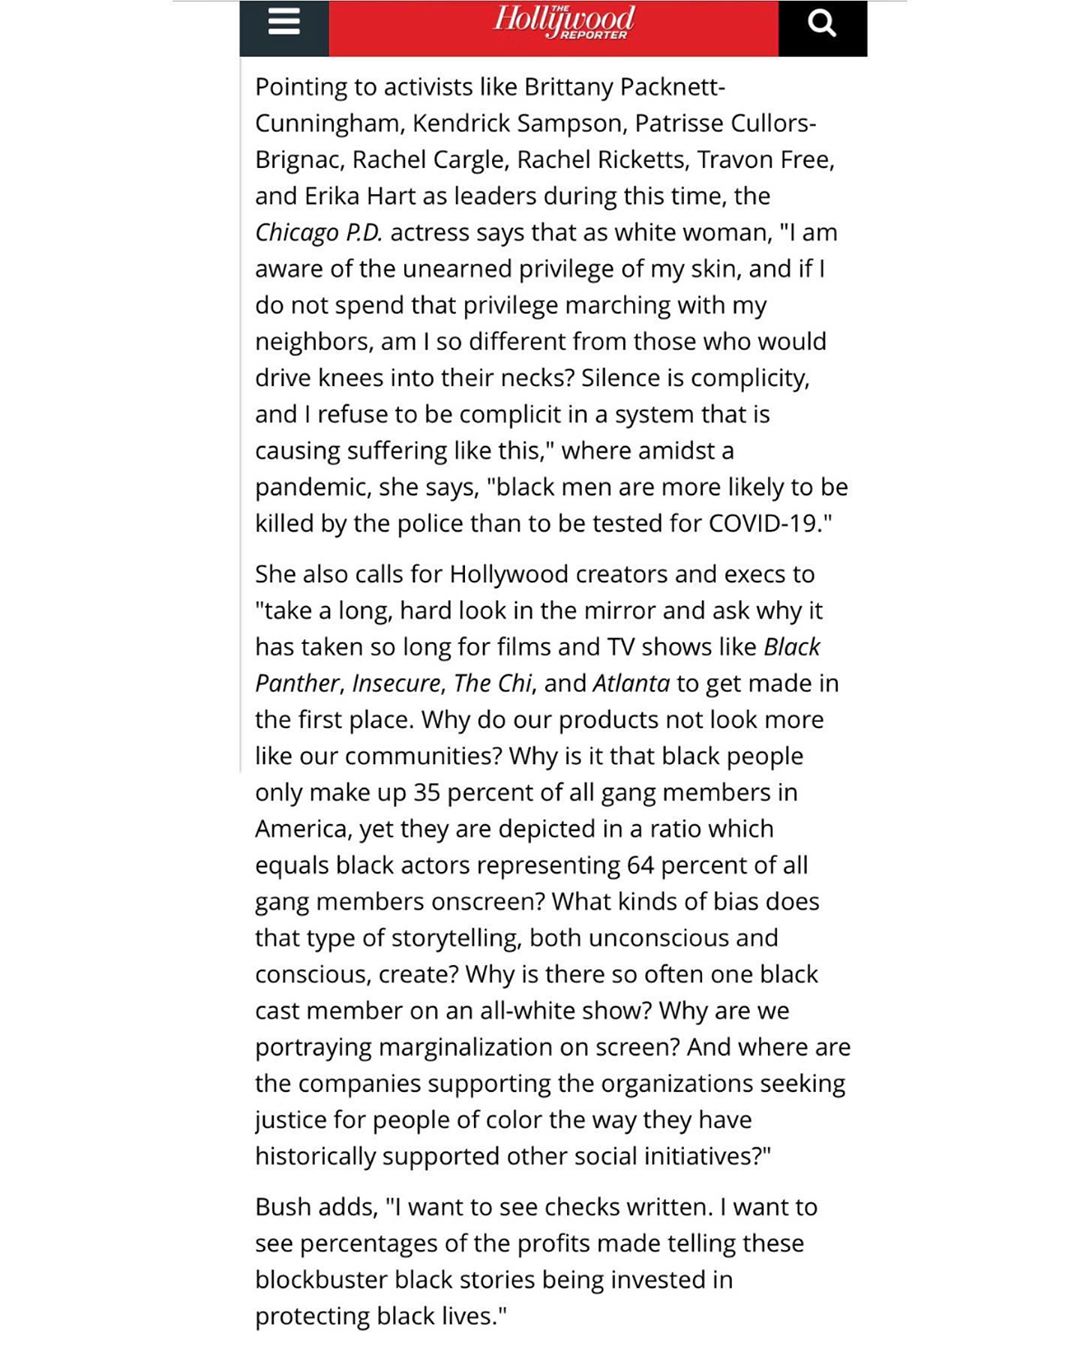 THE
Hollywood
REPORTER
Pointing to activists like Brittany Packnett-
Cunningham, Kendrick Sampson, Patrisse Cullors-
Brignac, Rachel Cargle, Rachel Ricketts, Travon Free,
and Erika Hart as leaders during this time, the
Chicago P.D. actress says that as white woman, "I am
aware of the unearned privilege of my skin, and if I
do not spend that privilege marching with my
neighbors, am I so different from those who would
drive knees into their necks? Silence is complicity,
and I refuse to be complicit in a system that is
causing suffering like this," where amidst a
pandemic, she says, "black men are more likely to be
killed by the police than to be tested for COVID-19."
She also calls for Hollywood creators and execs to
"take a long, hard look in the mirror and ask why it
has taken so long for films and TV shows like Black
Panther, Insecure, The Chi, and Atlanta to get made in
the first place. Why do our products not look more
like our communities? Why is it that black people
only make up 35 percent of all gang members in
America, yet they are depicted in a ratio which
equals black actors representing 64 percent of all
gang members onscreen? What kinds of bias does
that type of storytelling, both unconscious and
conscious, create? Why is there so often one black
cast member on an all-white show? Why are we
portraying marginalization on screen? And where are
the companies supporting the organizations seeking
justice for people of color the way they have
historically supported other social initiatives?"
Bush adds, "I want to see checks written. I want to
see percentages of the profits made telling these
blockbuster black stories being invested in
protecting black lives."